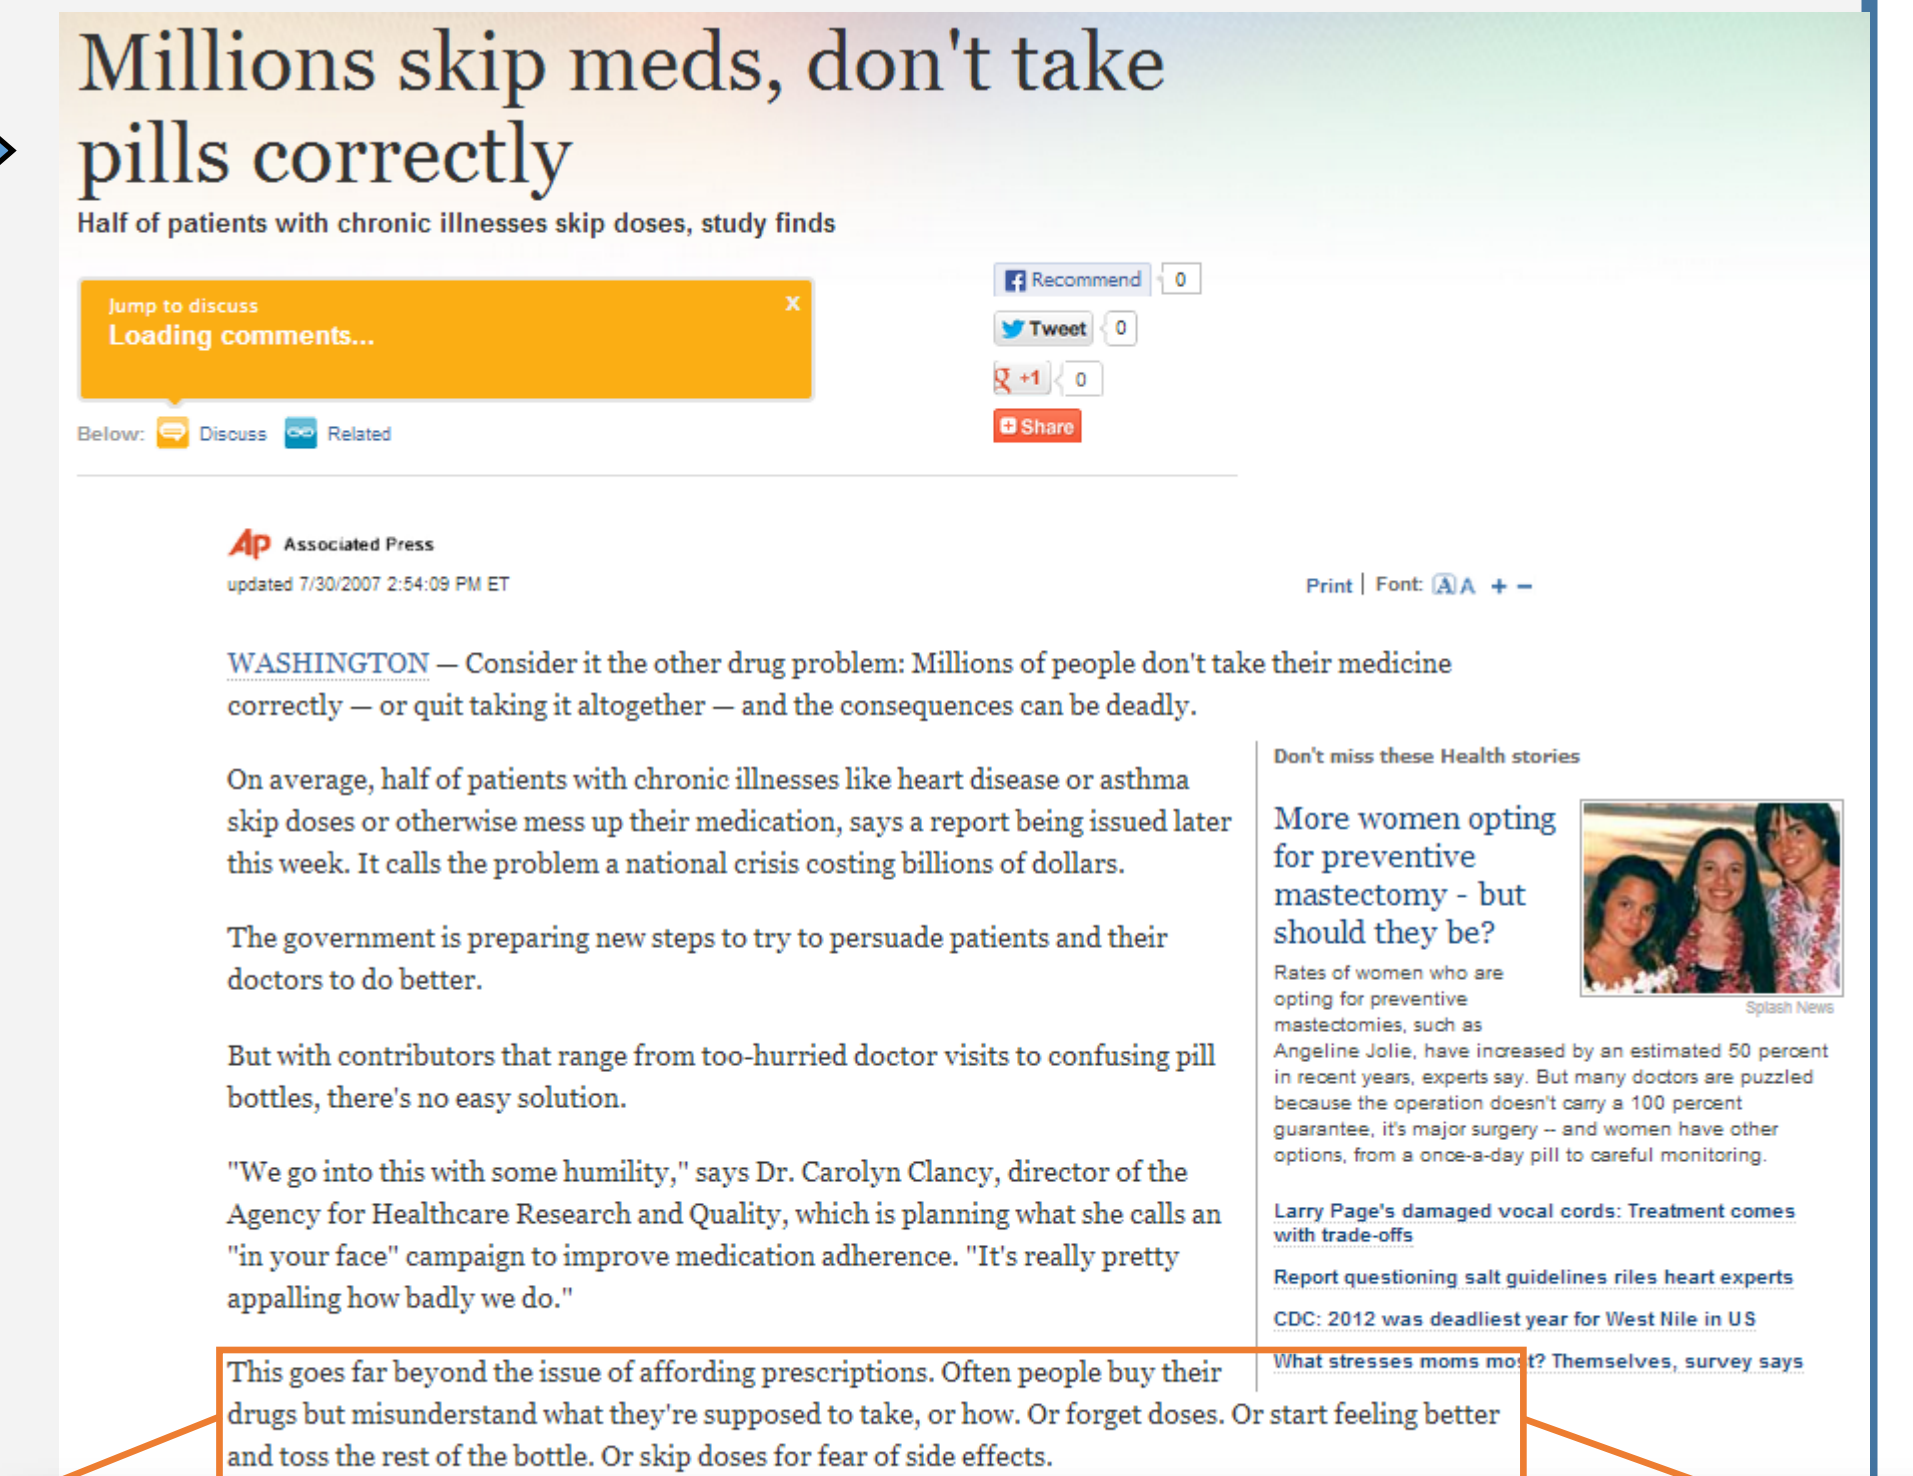 Millions skip meds, don't take
pills correctly
Half of patients with chronic illnesses skip doses, study finds
Jump to discuss
x
Loading comments...
Recommend 0
Tweet 0
+1 0
Share
Below: Discuss Related
AP Associated Press
updated 7/30/2007 2:54:09 PM ET
Print | Font: A A + −
WASHINGTON — Consider it the other drug problem: Millions of people don't take their medicine
correctly — or quit taking it altogether — and the consequences can be deadly.
On average, half of patients with chronic illnesses like heart disease or asthma
skip doses or otherwise mess up their medication, says a report being issued later
this week. It calls the problem a national crisis costing billions of dollars.
The government is preparing new steps to try to persuade patients and their
doctors to do better.
But with contributors that range from too-hurried doctor visits to confusing pill
bottles, there's no easy solution.
"We go into this with some humility," says Dr. Carolyn Clancy, director of the
Agency for Healthcare Research and Quality, which is planning what she calls an
"in your face" campaign to improve medication adherence. "It's really pretty
appalling how badly we do."
This goes far beyond the issue of affording prescriptions. Often people buy their
drugs but misunderstand what they're supposed to take, or how. Or forget doses. Or start feeling better
and toss the rest of the bottle. Or skip doses for fear of side effects.
Don't miss these Health stories
More women opting
for preventive
mastectomy - but
should they be?
Splash News
Rates of women who are
opting for preventive
mastectomies, such as
Angeline Jolie, have increased by an estimated 50 percent
in recent years, experts say. But many doctors are puzzled
because the operation doesn't carry a 100 percent
guarantee, it's major surgery -- and women have other
options, from a once-a-day pill to careful monitoring.
Larry Page's damaged vocal cords: Treatment comes
with trade-offs
Report questioning salt guidelines riles heart experts
CDC: 2012 was deadliest year for West Nile in US
What stresses moms most? Themselves, survey says